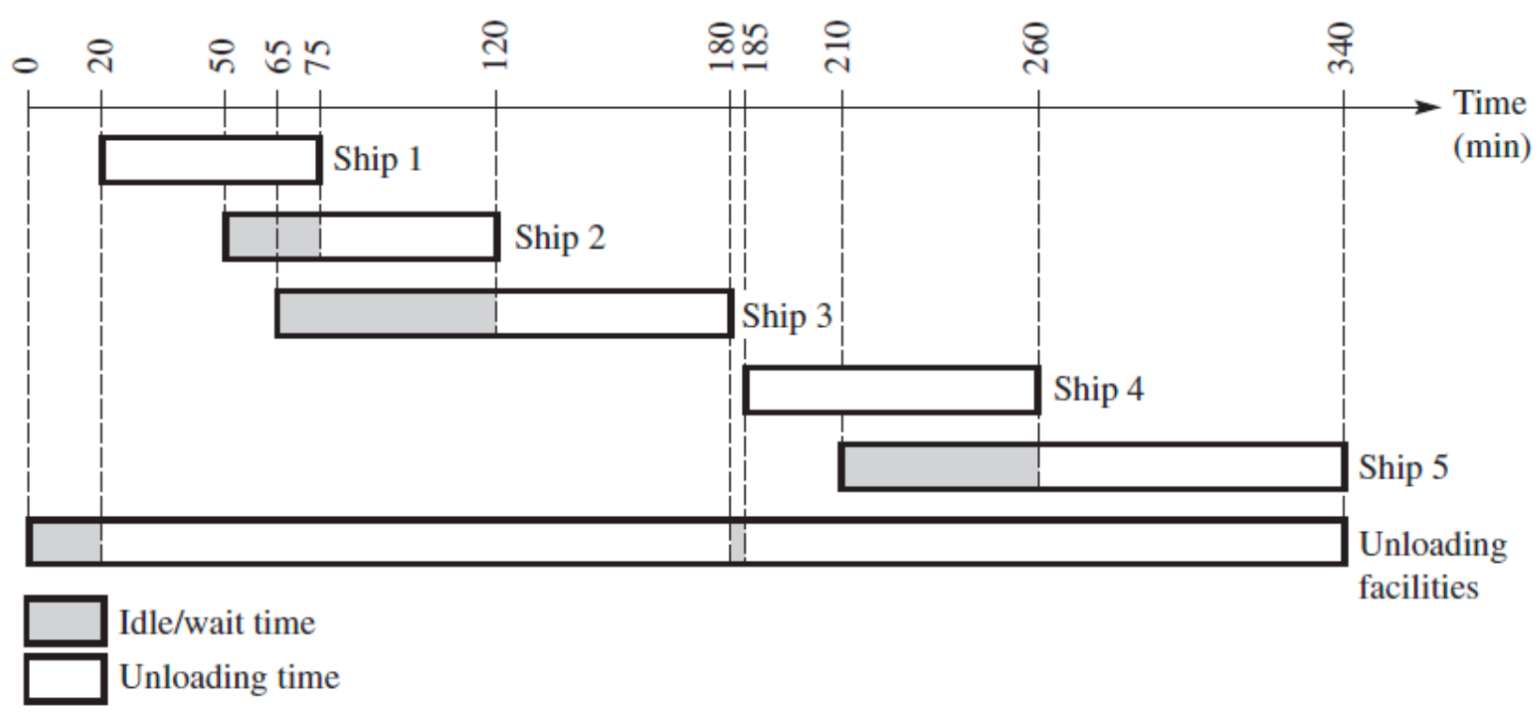 0
20
50
65
75
120
180
185
210
260
340
Time
(min)
Ship 1
Ship 2
Ship 3
Ship 4
Ship 5
Unloading
facilities
Idle/wait time
Unloading time